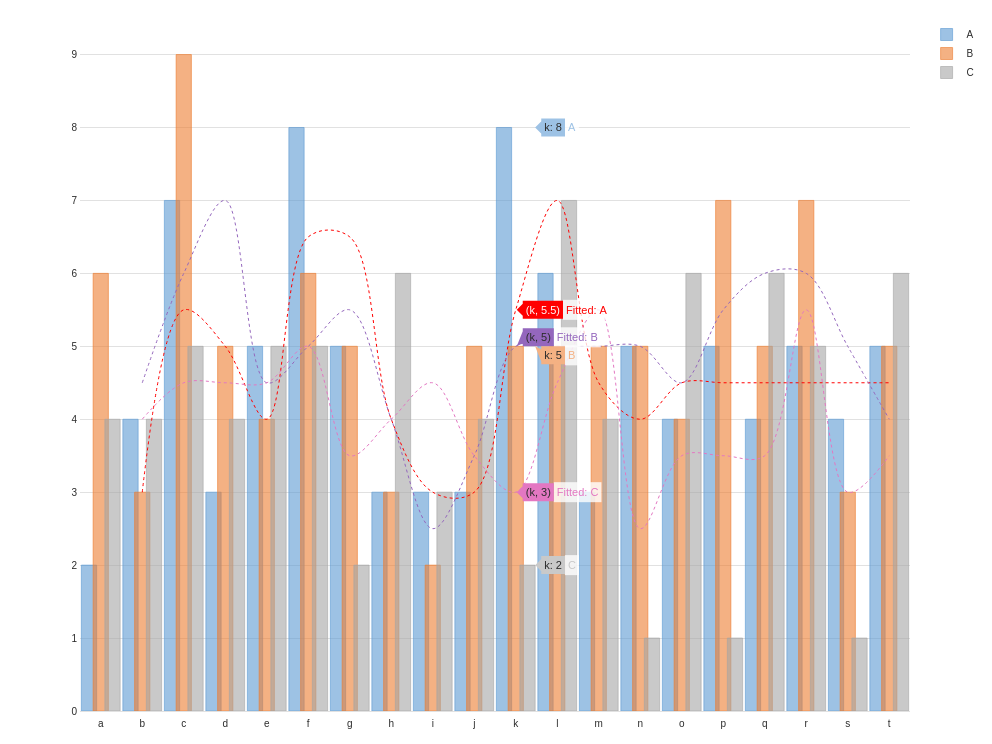 A
B
C
9
8
7
6
5
4
3
2
1
0
k: 8 A
(k, 5.5) Fitted: A
(k, 5) Fitted: B
k: 5 B
(k, 3) Fitted: C
k: 2 C
a b c d e f g h i j k l m n o p q r s t